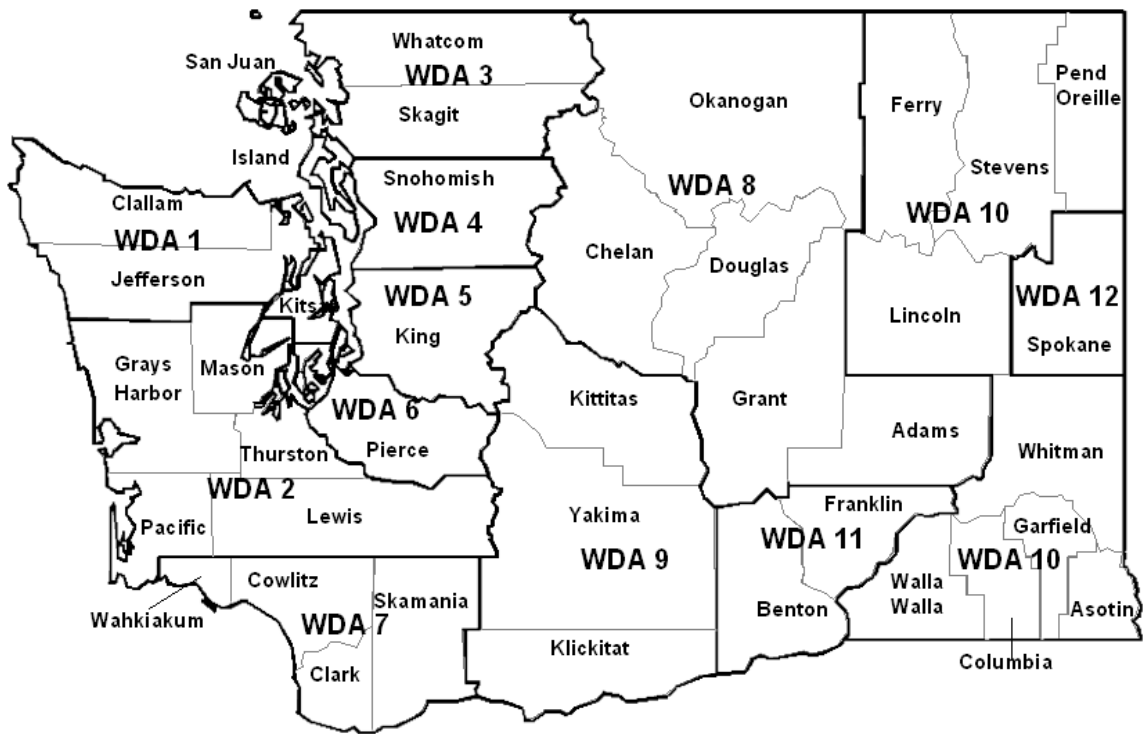 Whatcom
San Juan
WDA 3
Pend
Oreille
Okanogan
Ferry
Skagit
Island
Stevens
Snohomish
WDA 8
Clallam
WDA 10
WDA 4
WDA 1
Chelan
Douglas
Jefferson
WDA 5
WDA 12
Kitsa
Lincoln
King
Spokane
Grays
Harbor
Mason
Kittitas
Grant
WDA 6
Adams
Pierce
Thurston
Whitman
WDA 2
Franklin
Lewis
Yakima
Pacific
Garfield
WDA 11
WDA 9
WDA 10
Cowlitz
Walla
Walla
Skamania
Benton
Asotin
Wahkiakum
WDA 7
Klickitat
Columbia
Clark